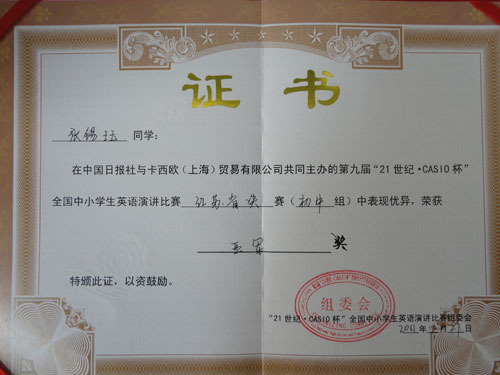 证书
张锡珏 同学：
在中国日报社与卡西欧（上海）贸易有限公司共同主办的第九届“21世纪·CASIO杯”
全国中小学生英语演讲比赛 江苏省决 赛（初中 组）中表现优异，荣获
亚军 奖
特颁此证，以资鼓励。
组委会
“21世纪·CASIO杯”全国中小学生英语演讲比赛组委会